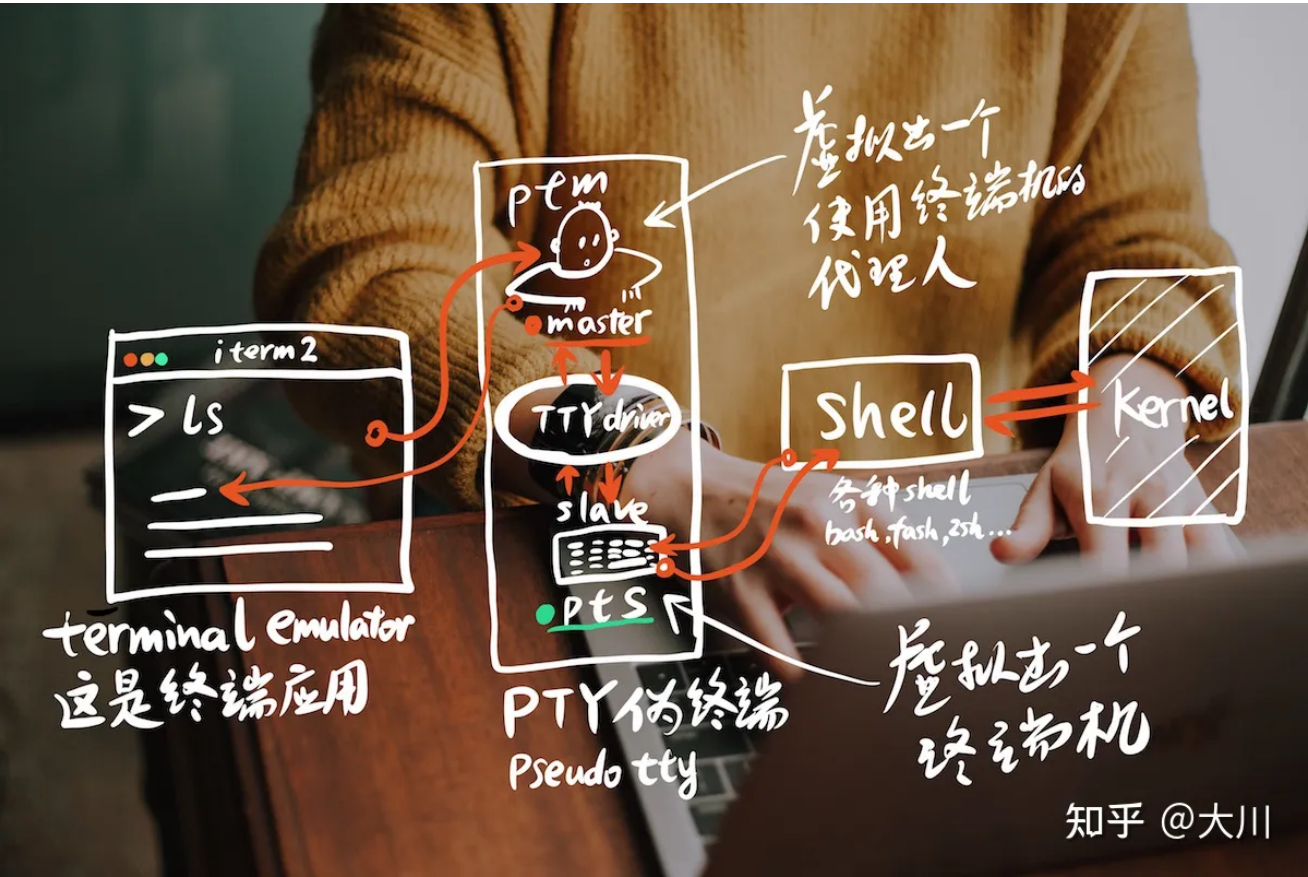 ptm
虚拟出一个
使用终端机的
代理人
master
iterm2
> ls
TTY driver
shell
Kernel
各种shell
bash,fash,zsh...
slave
pts
terminal emulator
这是终端应用
PTY伪终端
pseudo tty
虚拟出一个
终端机
知乎 @大川